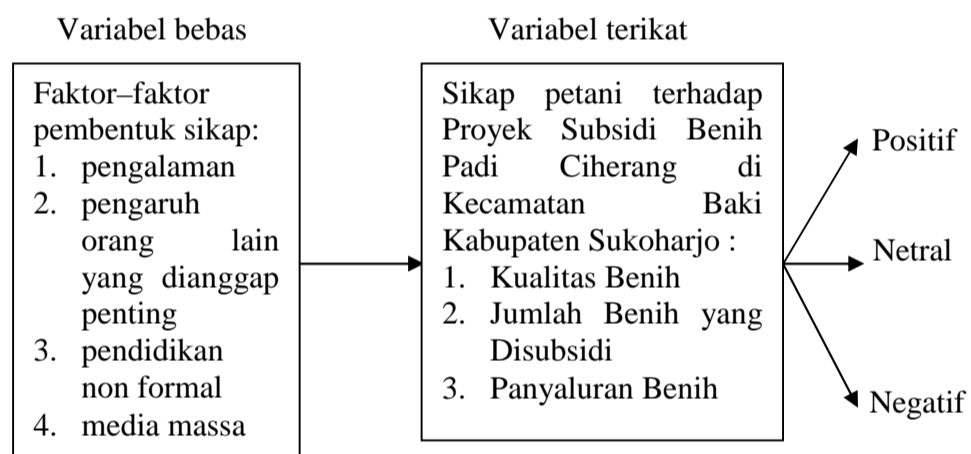 Variabel bebas
Variabel terikat
Faktor–faktor
pembentuk sikap:
1. pengalaman
2. pengaruh
orang lain
yang dianggap
penting
3. pendidikan
non formal
4. media massa
Sikap petani terhadap
Proyek Subsidi Benih
Padi Ciherang di
Kecamatan Baki
Kabupaten Sukoharjo :
1. Kualitas Benih
2. Jumlah Benih yang
Disubsidi
3. Panyaluran Benih
Positif
Netral
Negatif